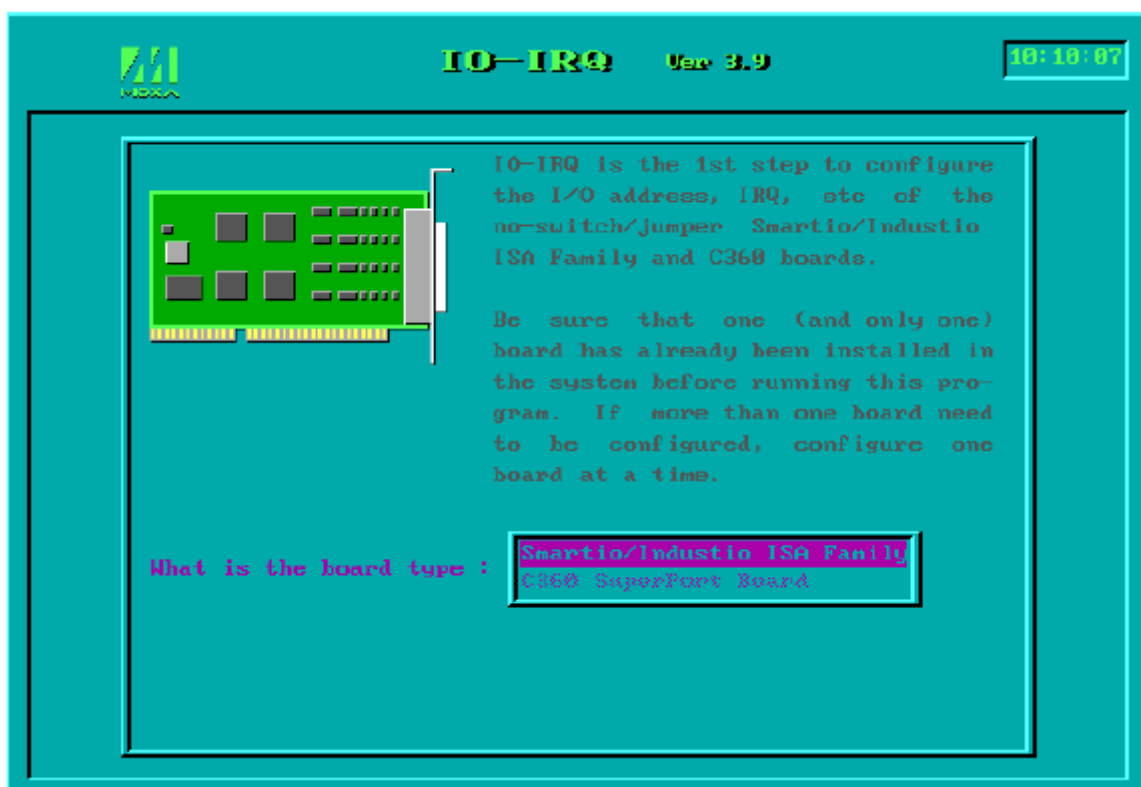 MOXA
IO-IRQ Ver 3.9
10:10:07
IO-IRQ is the 1st step to configure
the I/O address, IRQ, etc of the
no-switch/jumper Smartio/Industio
ISA Family and C360 boards.
Be sure that one (and only one)
board has already been installed in
the system before running this pro-
gram. If more than one board need
to be configured, configure one
board at a time.
What is the board type :
Smartio/Industio ISA Family
C360 SuperPort Board